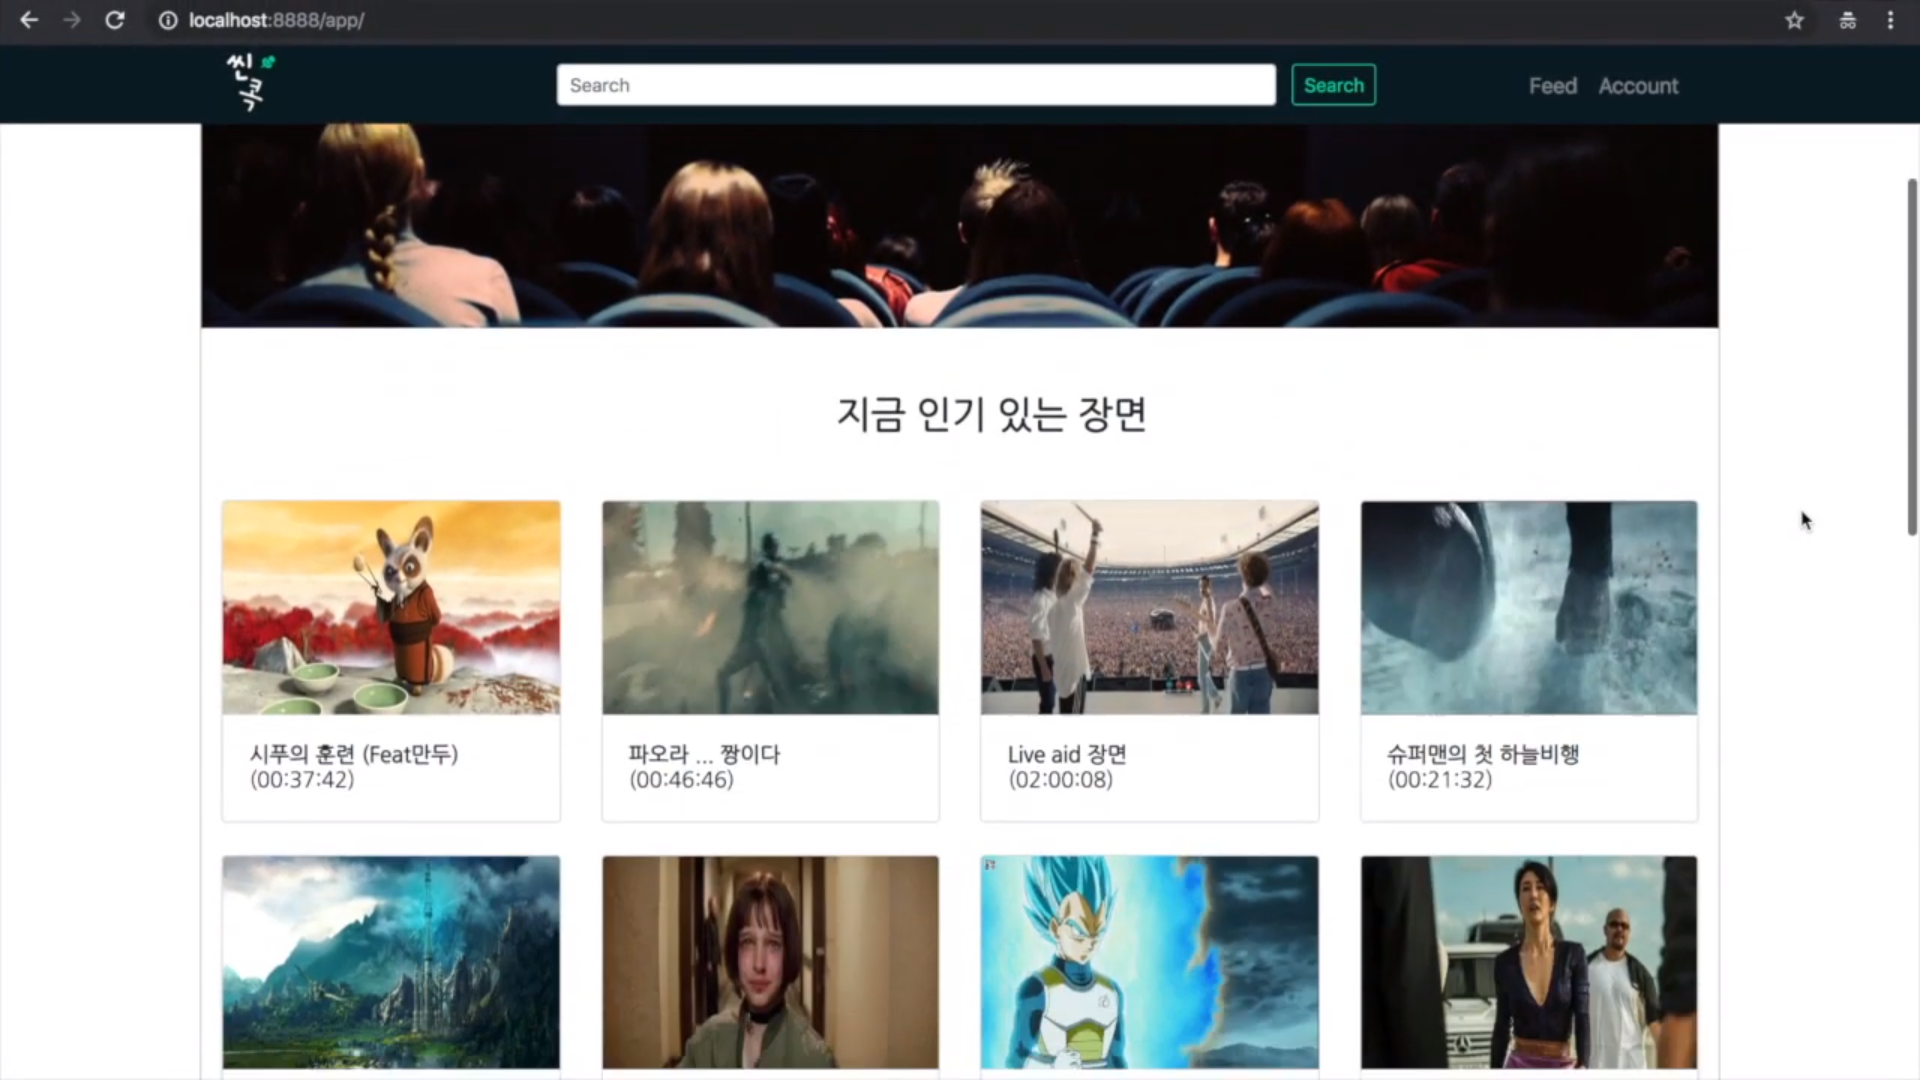 localhost:8888/app/
씬
콕
Search
Search
Feed
Account
지금 인기 있는 장면
시푸의 훈련 (Feat만두)
(00:37:42)
파오라 ... 짱이다
(00:46:46)
Live aid 장면
(02:00:08)
슈퍼맨의 첫 하늘비행
(00:21:32)